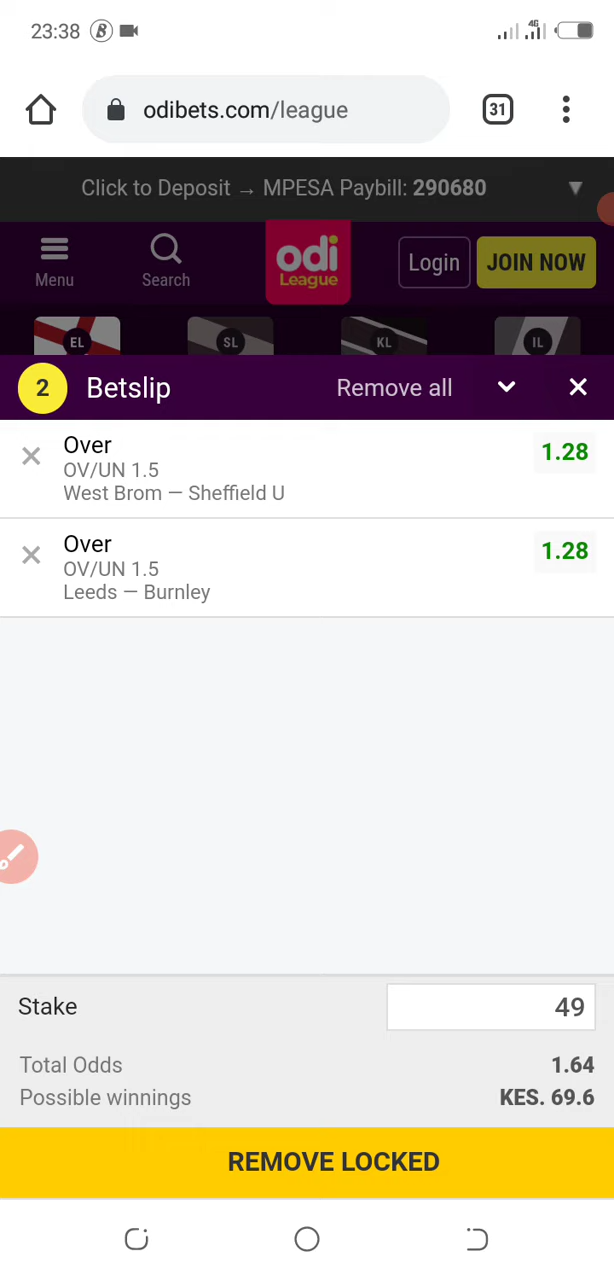 23:38 B 4G
odibets.com/league 31
Click to Deposit → MPESA Paybill: 290680 ▼
Menu Search odi League Login JOIN NOW
EL SL KL IL
2 Betslip Remove all
Over 1.28
OV/UN 1.5
West Brom — Sheffield U
Over 1.28
OV/UN 1.5
Leeds — Burnley
Stake 49
Total Odds 1.64
Possible winnings KES. 69.6
REMOVE LOCKED